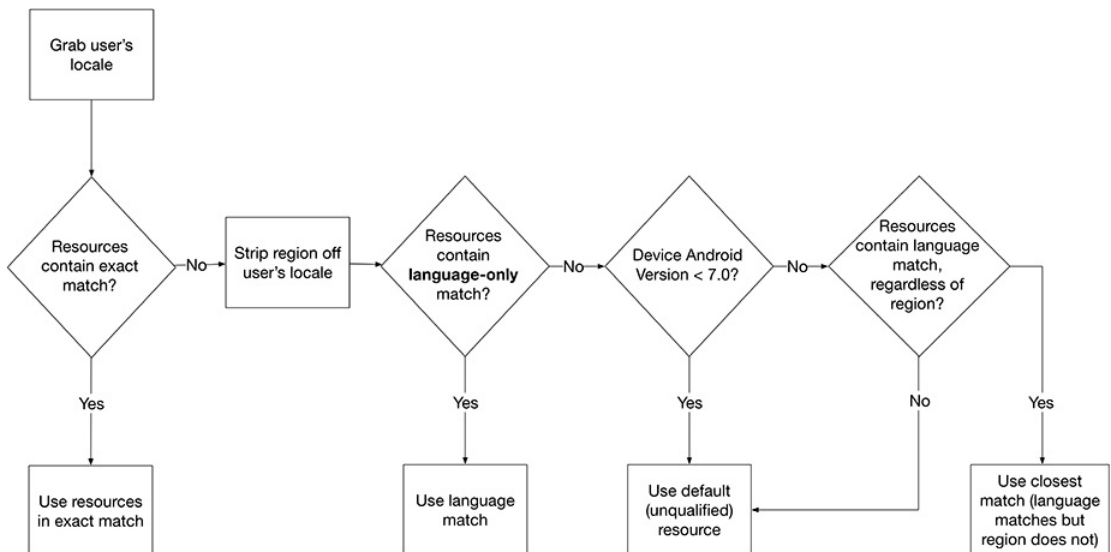 Grab user's
locale
Resources
contain exact
match?
No
Strip region off
user's locale
Resources
contain
language-only
match?
No
Device Android
Version < 7.0?
No
Resources
contain language
match,
regardless of
region?
Yes
Yes
Yes
No
Yes
Use resources
in exact match
Use language
match
Use default
(unqualified)
resource
Use closest
match (language
matches but
region does not)